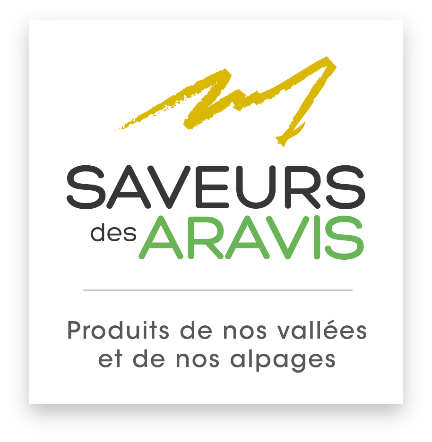 SAVEURS
des ARAVIS
Produits de nos vallées
et de nos alpages